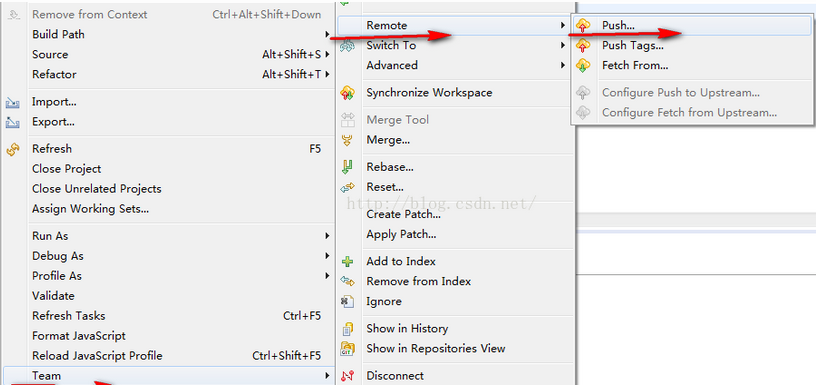 Remove from Context Ctrl+Alt+Shift+Down
Build Path
Source Alt+Shift+S
Refactor Alt+Shift+T
Import...
Export...
Refresh F5
Close Project
Close Unrelated Projects
Assign Working Sets...
Run As
Debug As
Profile As
Validate
Refresh Tasks Ctrl+F5
Format JavaScript
Reload JavaScript Profile Ctrl+Shift+F5
Team
Remote
Switch To
Advanced
Synchronize Workspace
Merge Tool
Merge...
Rebase...
Reset...
http://blog.csdn.net/
Create Patch...
Apply Patch...
Add to Index
Remove from Index
Ignore
Show in History
GIT Show in Repositories View
Disconnect
Push...
Push Tags...
Fetch From...
Configure Push to Upstream...
Configure Fetch from Upstream...